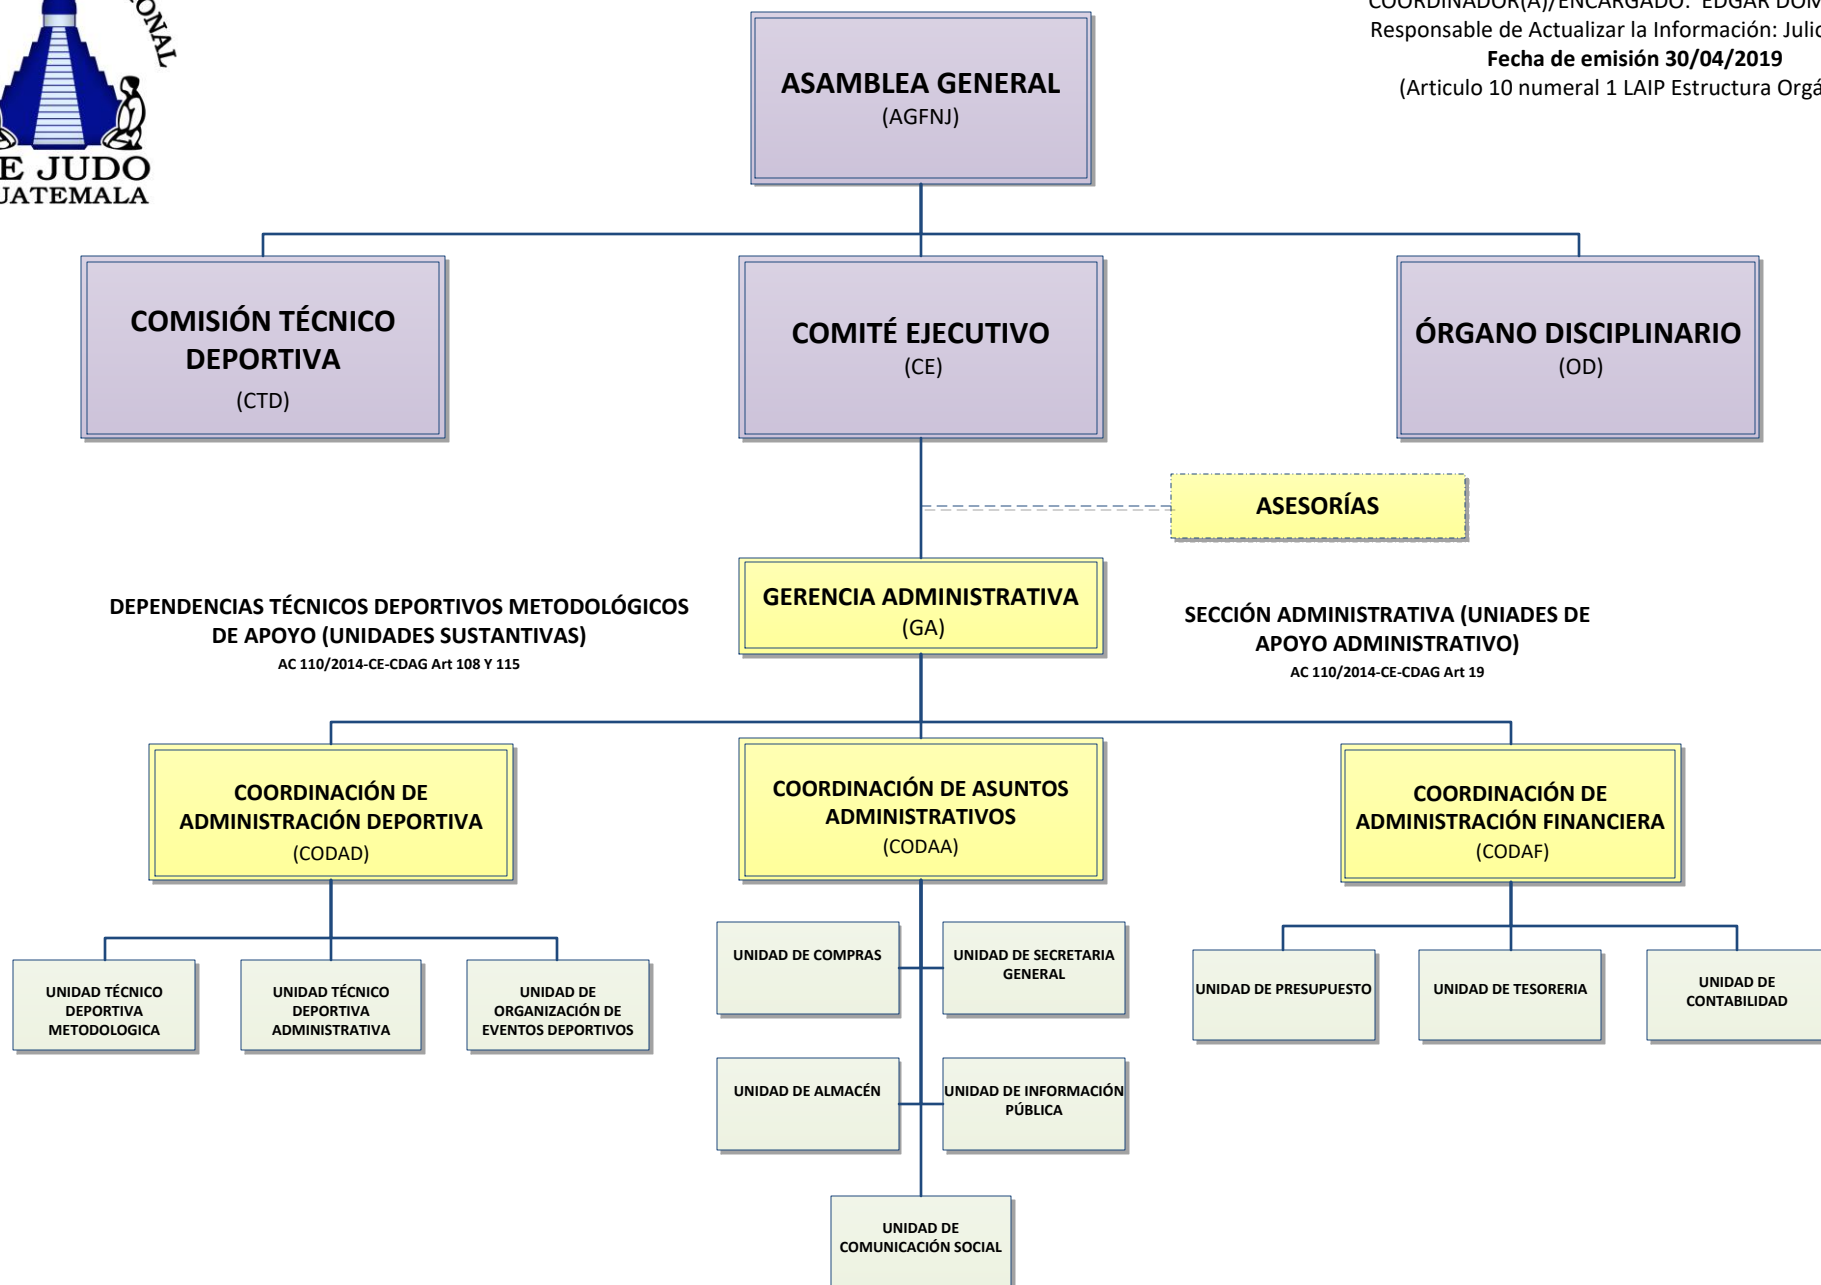 DE JUDO
GUATEMALA
COORDINADOR(A)/ENCARGADO: EDGAR
Responsable de Actualizar la Información:
Fecha de emisión 30/04/2019
(Articulo 10 numeral 1 LAIP Estructura
ASAMBLEA GENERAL
(AGFNJ)
COMISIÓN TÉCNICO
DEPORTIVA
(CTD)
COMITÉ EJECUTIVO
(CE)
ÓRGANO DISCIPLINARIO
(OD)
ASESORÍAS
GERENCIA ADMINISTRATIVA
(GA)
DEPENDENCIAS TÉCNICOS DEPORTIVOS METODOLÓGICOS
DE APOYO (UNIDADES SUSTANTIVAS)
AC 110/2014-CE-CDAG Art 108 Y 115
SECCIÓN ADMINISTRATIVA (UNIADES DE
APOYO ADMINISTRATIVO)
AC 110/2014-CE-CDAG Art 19
COORDINACIÓN DE
ADMINISTRACIÓN DEPORTIVA
(CODAD)
COORDINACIÓN DE ASUNTOS
ADMINISTRATIVOS
(CODAA)
COORDINACIÓN DE
ADMINISTRACIÓN FINANCIERA
(CODAF)
UNIDAD TÉCNICO
DEPORTIVA
METODOLOGICA
UNIDAD TÉCNICO
DEPORTIVA
ADMINISTRATIVA
UNIDAD DE
ORGANIZACIÓN DE
EVENTOS DEPORTIVOS
UNIDAD DE COMPRAS
UNIDAD DE SECRETARIA
GENERAL
UNIDAD DE ALMACÉN
UNIDAD DE INFORMACIÓN
PÚBLICA
UNIDAD DE
COMUNICACIÓN SOCIAL
UNIDAD DE PRESUPUESTO
UNIDAD DE TESORERIA
UNIDAD DE
CONTABILIDAD